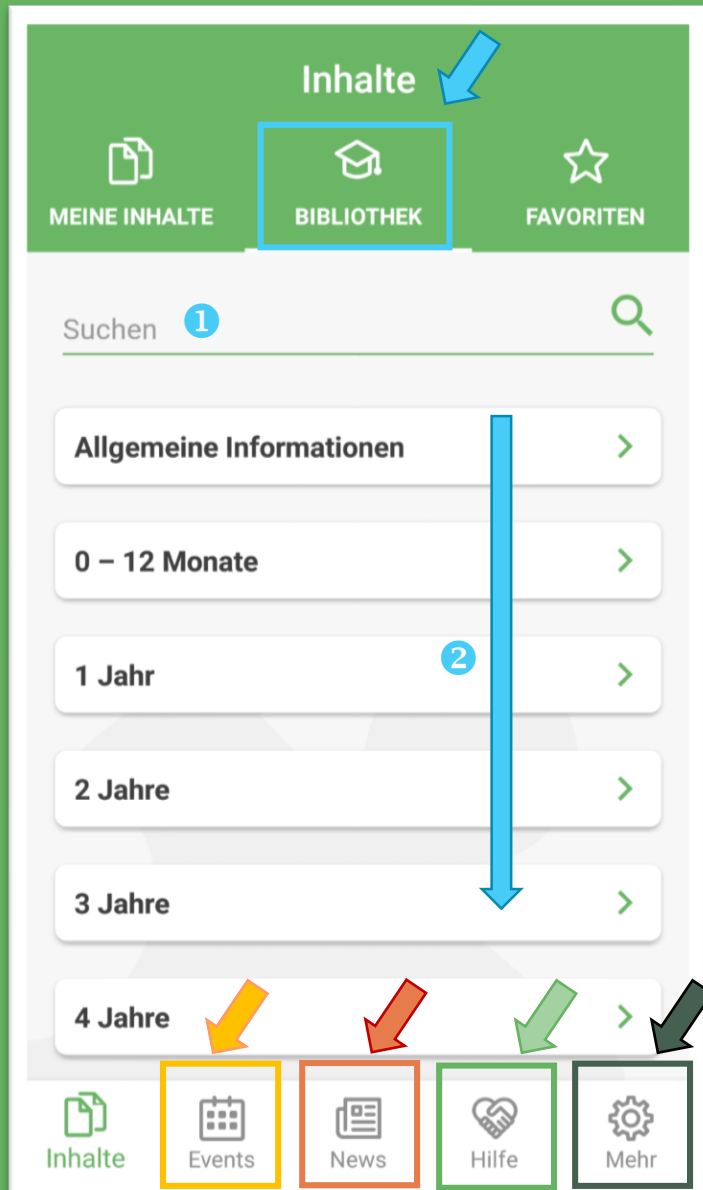 Inhalte
MEINE INHALTE BIBLIOTHEK FAVORITEN
Suchen 1
Allgemeine Informationen
0 – 12 Monate
1 Jahr
2
2 Jahre
3 Jahre
4 Jahre
Inhalte Events News Hilfe Mehr